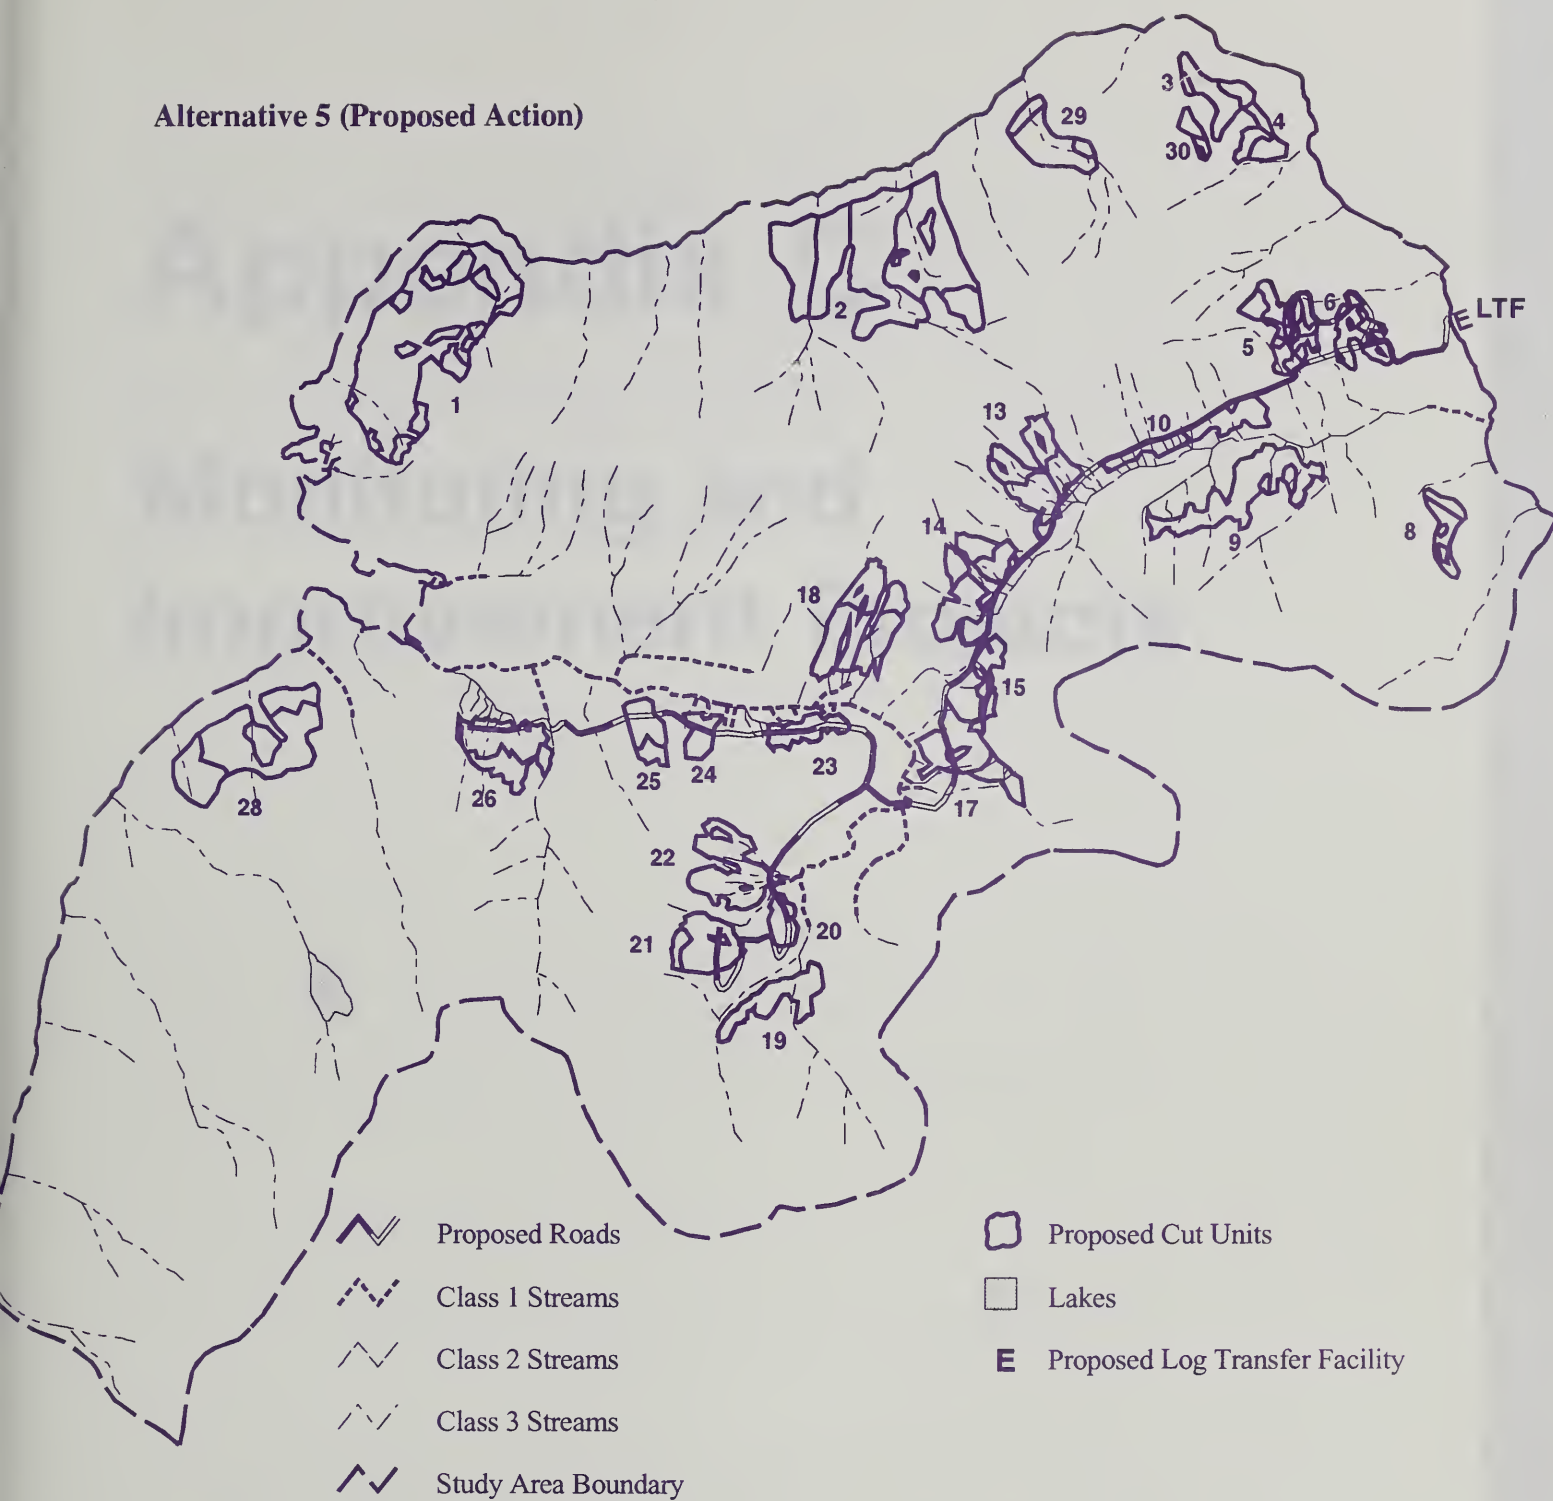 Alternative 5 (Proposed Action)
3
29
4
30
2
6
LTF
E
5
1
13
10
14
9
8
18
15
25
24
23
17
28
26
22
21
20
19
Proposed Roads
Class 1 Streams
Class 2 Streams
Class 3 Streams
Study Area Boundary
Proposed Cut Units
Lakes
E Proposed Log Transfer Facility